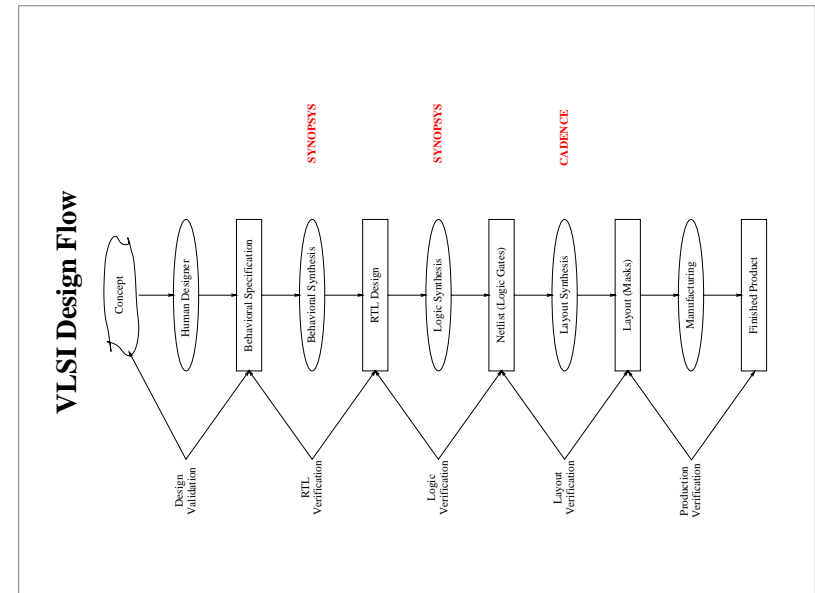 VLSI Design Flow
Concept
Human Designer
Behavioral Specification
Behavioral Synthesis
RTL Design
Logic Synthesis
Netlist (Logic Gates)
Layout Synthesis
Layout (Masks)
Manufacturing
Finished Product
SYNOPSYS
SYNOPSYS
CADENCE
Design
Validation
RTL
Verification
Logic
Verification
Layout
Verification
Production
Verification